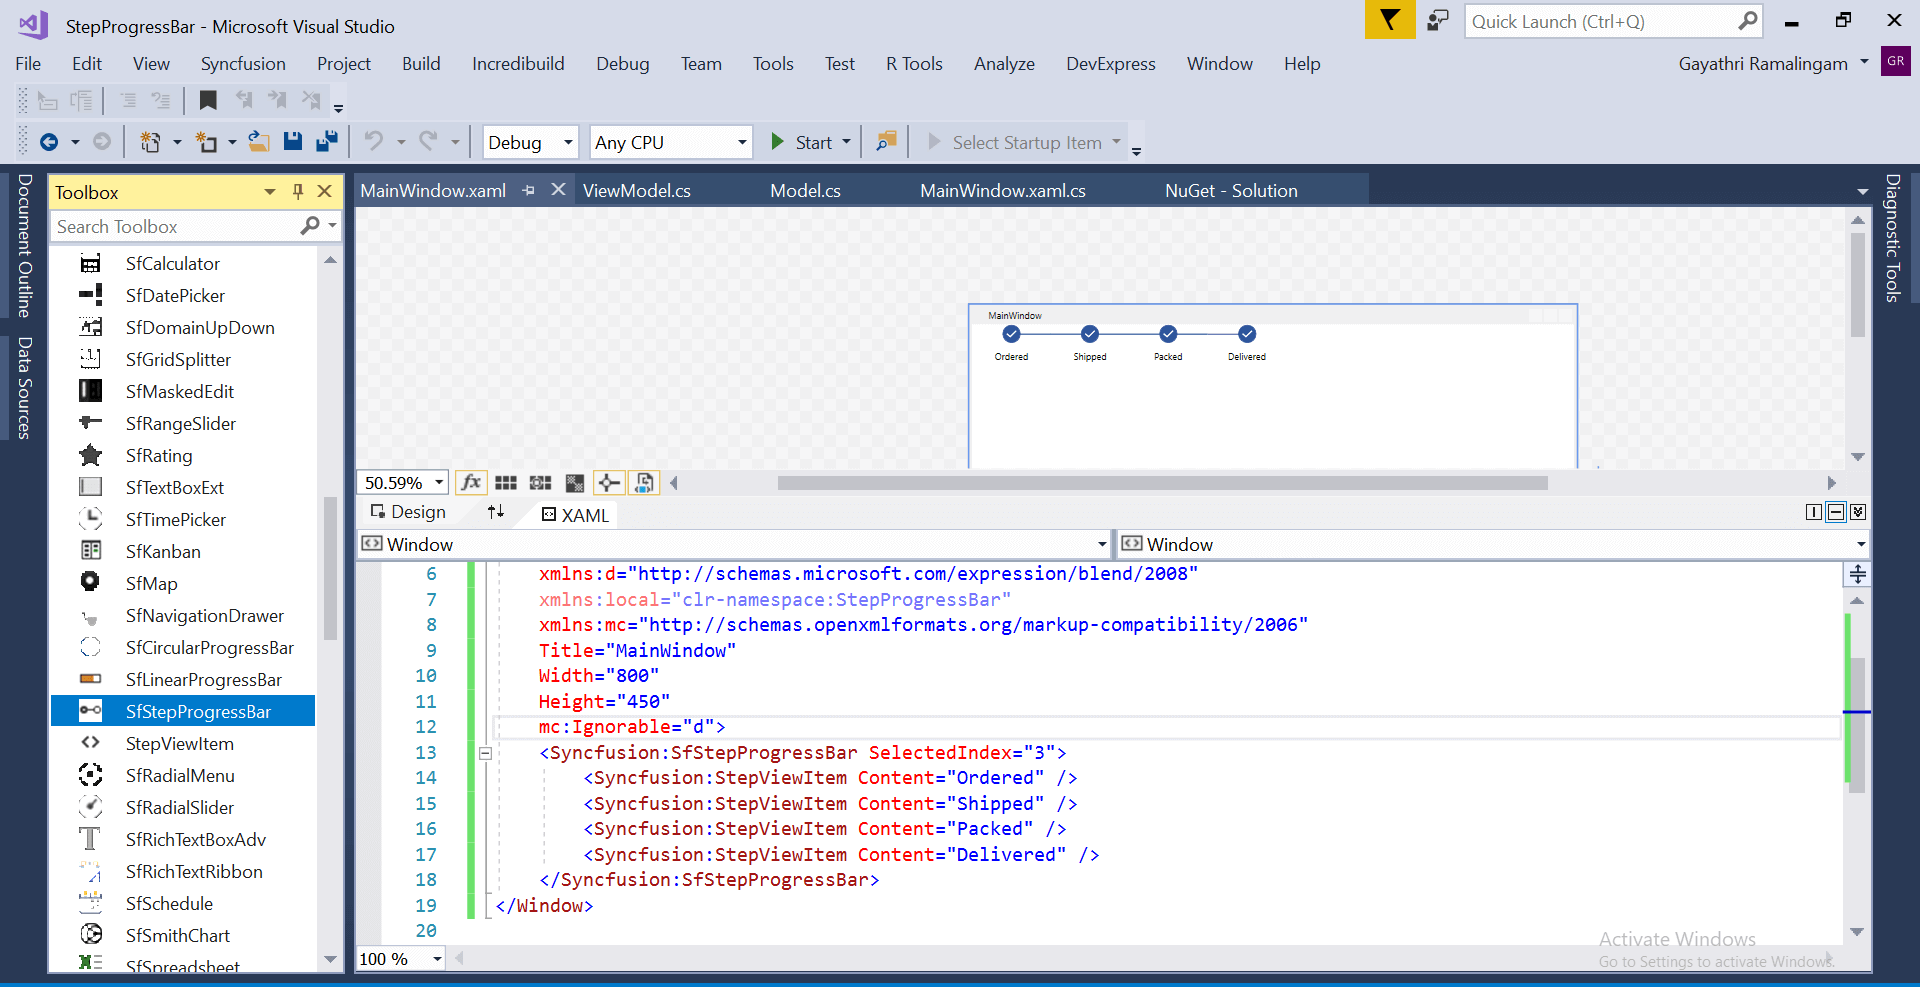 StepProgressBar - Microsoft Visual Studio
Quick Launch (Ctrl+Q)
File Edit View Syncfusion Project Build Incredibuild Debug Team Tools Test R Tools Analyze DevExpress Window Help
Gayathri Ramalingam GR
Debug Any CPU Start Select Startup Item
Document Outline
Data Sources
Toolbox
Search Toolbox
SfCalculator
SfDatePicker
SfDomainUpDown
SfGridSplitter
SfMaskedEdit
SfRangeSlider
SfRating
SfTextBoxExt
SfTimePicker
SfKanban
SfMap
SfNavigationDrawer
SfCircularProgressBar
SfLinearProgressBar
SfStepProgressBar
StepViewItem
SfRadialMenu
SfRadialSlider
SfRichTextBoxAdv
SfRichTextRibbon
SfSchedule
SfSmithChart
SfSpreadsheet
MainWindow.xaml ViewModel.cs Model.cs MainWindow.xaml.cs NuGet - Solution
Diagnostic Tools
MainWindow
Ordered Shipped Packed Delivered
50.59% fx
Design XAML
Window Window
6 xmlns:d="http://schemas.microsoft.com/expression/blend/2008"
7 xmlns:local="clr-namespace:StepProgressBar"
8 xmlns:mc="http://schemas.openxmlformats.org/markup-compatibility/2006"
9 Title="MainWindow"
10 Width="800"
11 Height="450"
12 mc:Ignorable="d">
13 <Syncfusion:SfStepProgressBar SelectedIndex="3">
14 <Syncfusion:StepViewItem Content="Ordered" />
15 <Syncfusion:StepViewItem Content="Shipped" />
16 <Syncfusion:StepViewItem Content="Packed" />
17 <Syncfusion:StepViewItem Content="Delivered" />
18 </Syncfusion:SfStepProgressBar>
19 </Window>
20
100 %
Activate Windows
Go to Settings to activate Windows.